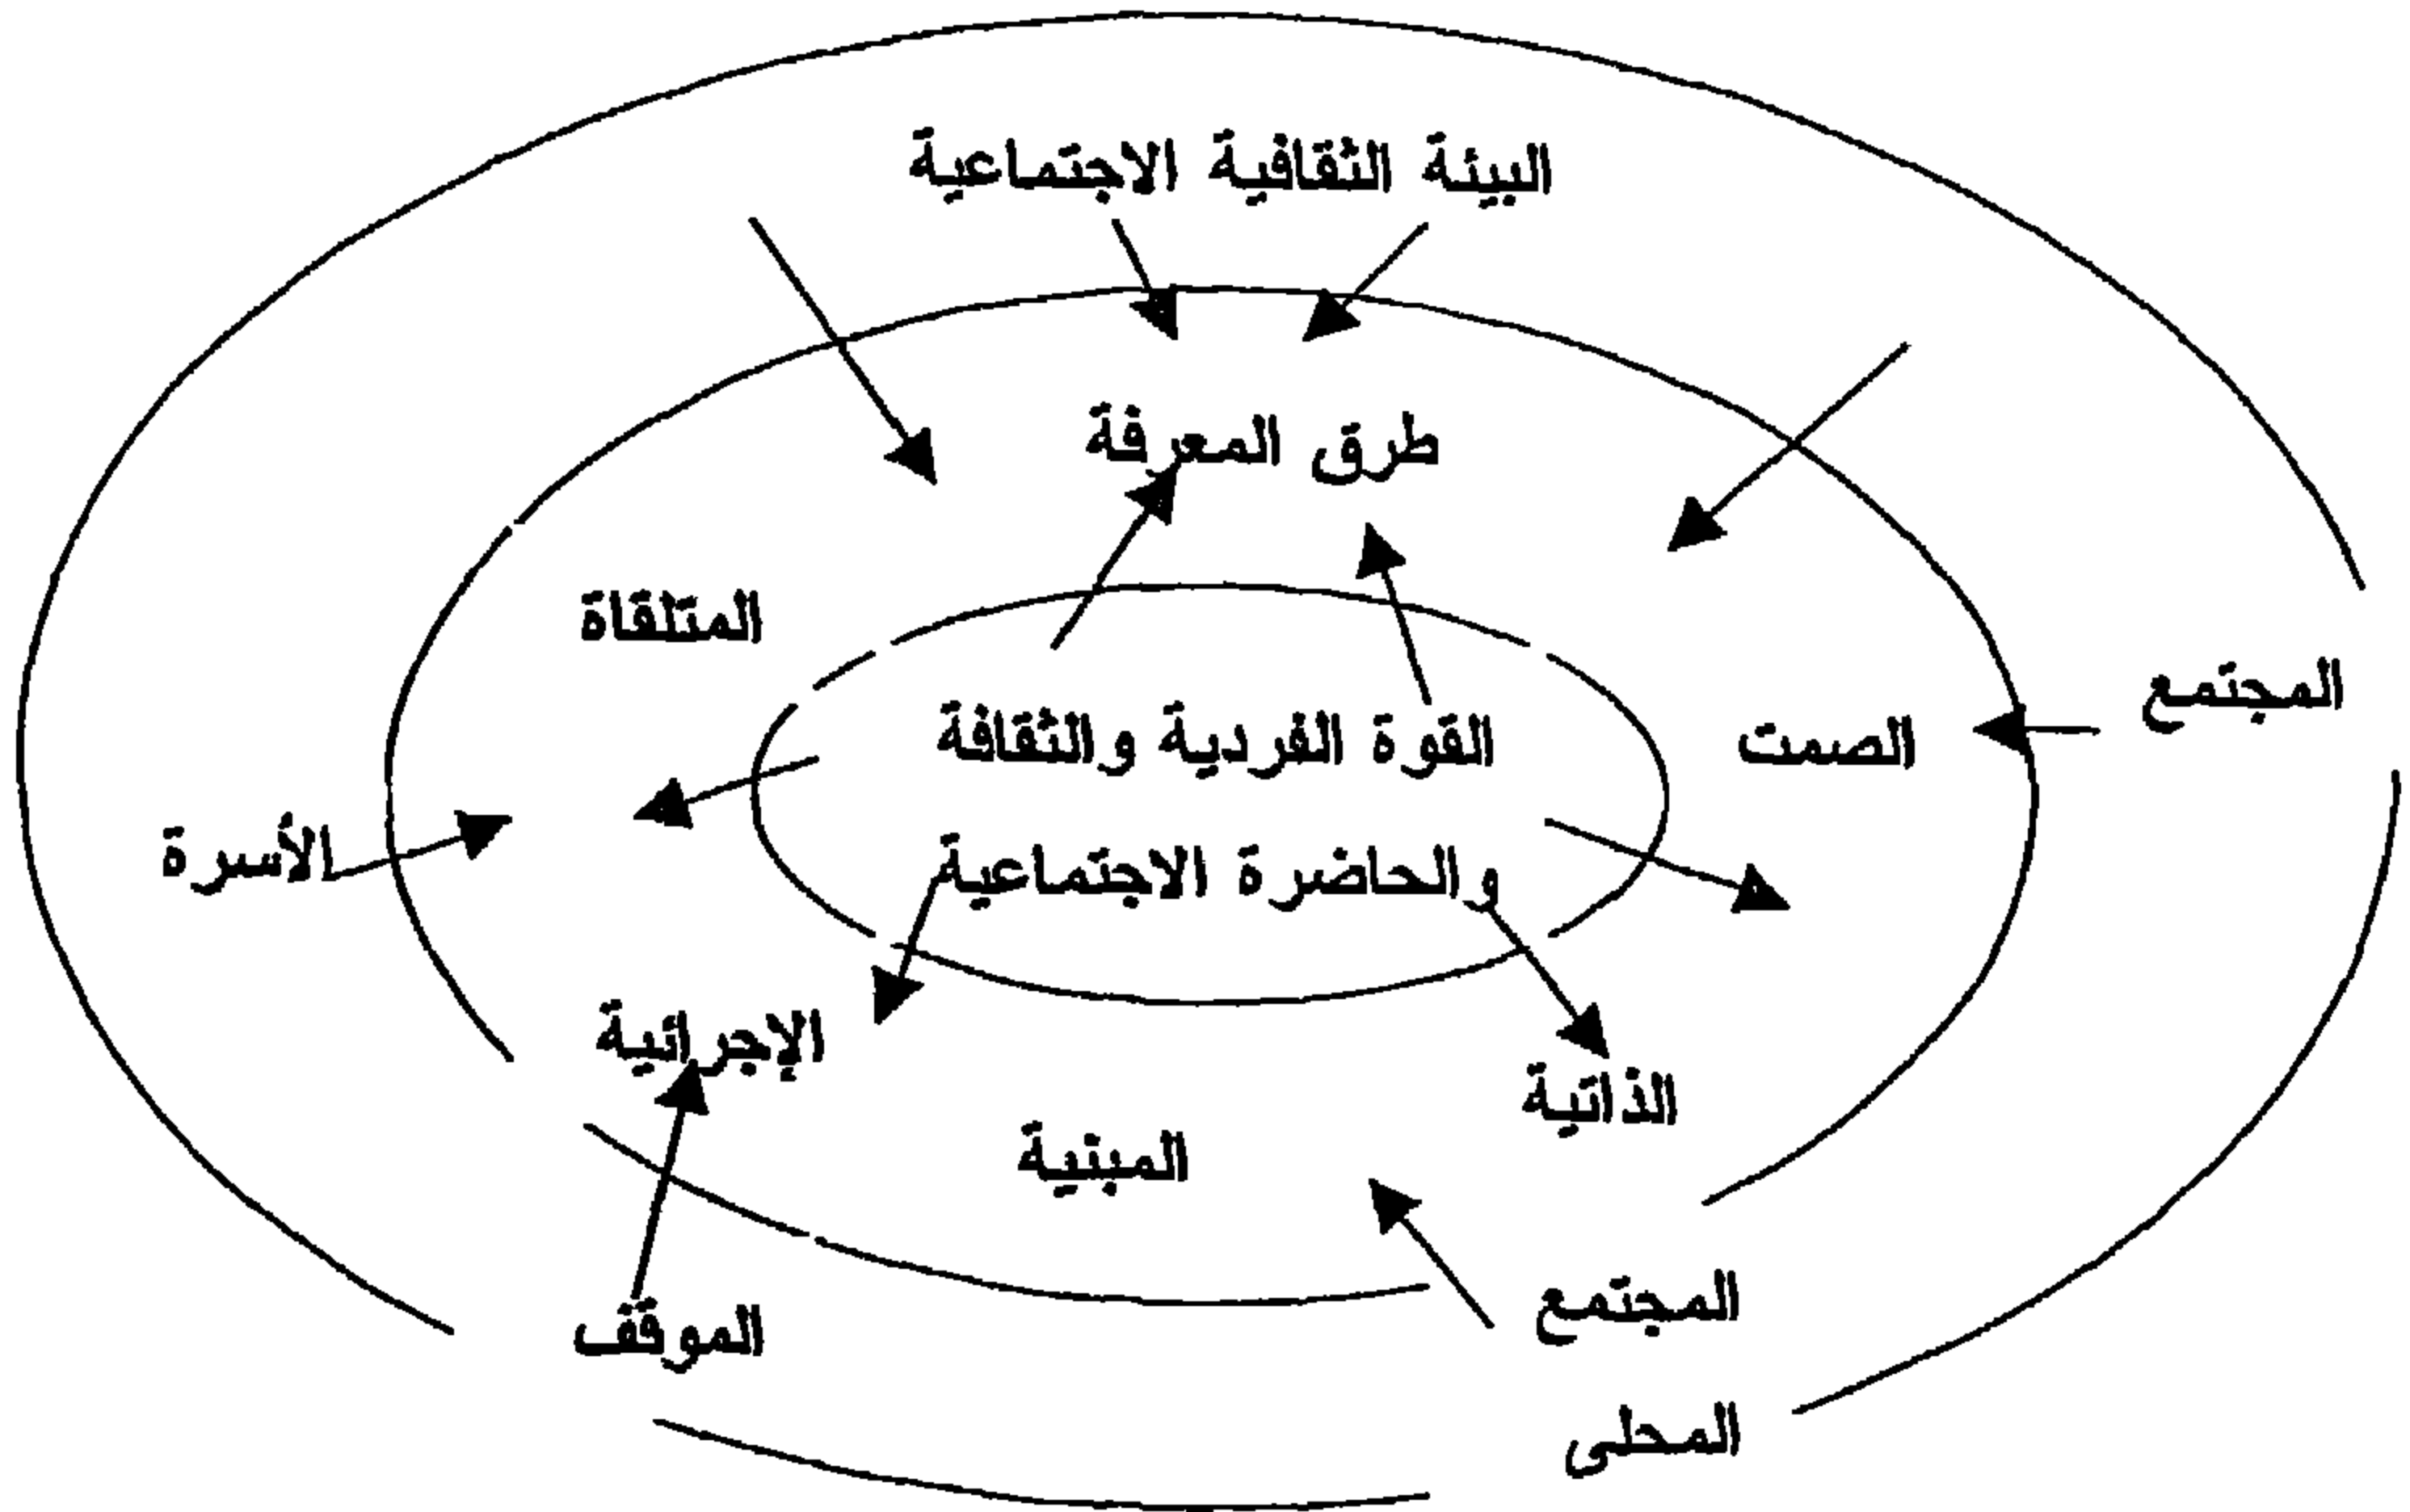 البيئة الثقافية الاجتماعية
طرق المعرفة
المتلقاة
المجتمع
الصمت
القوة الفردية والثقافة
والحاضرة الاجتماعية
الأسرة
الإجرائية
الذاتية
المبنية
المجتمع
المحلى
الموقف